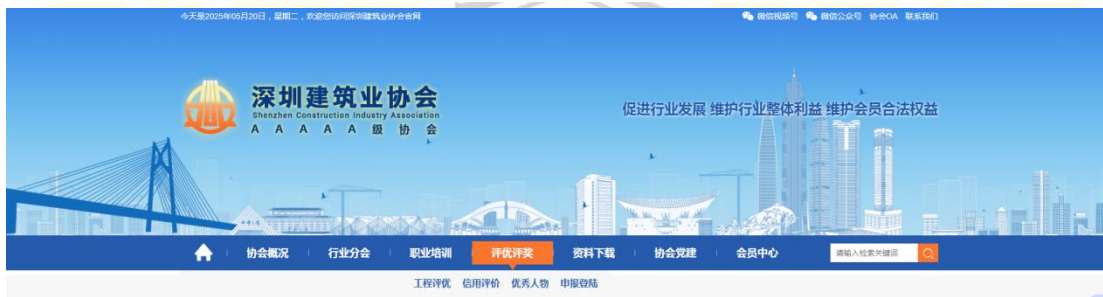 今天是2025年05月20日，星期二，欢迎您访问深圳建筑业协会官网
微信视频号 微信公众号 协会OA 联系我们
深圳建筑业协会
Shenzhen Construction Industry Association
AAAAA级协会
促进行业发展 维护行业整体利益 维护会员合法权益
协会概况 行业分会 职业培训 评优评奖 资料下载 协会党建 会员中心 请输入检索关键词
工程评优 信用评价 优秀人物 申报登陆